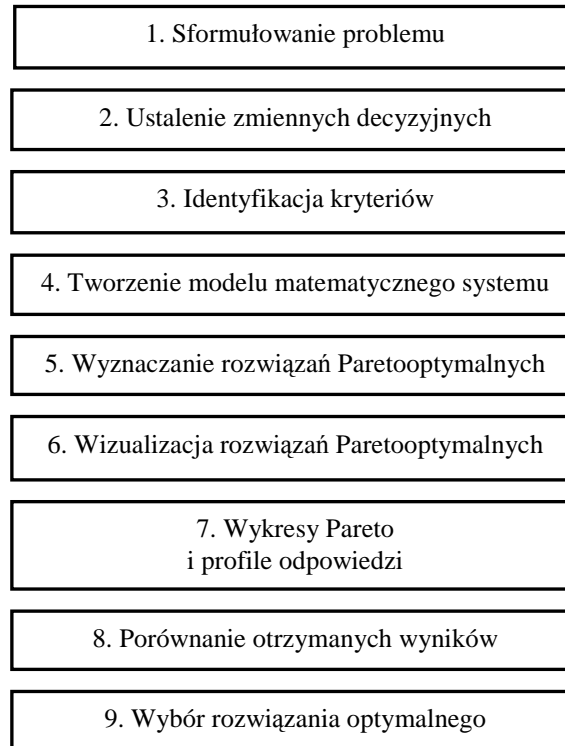 1. Sformułowanie problemu
2. Ustalenie zmiennych decyzyjnych
3. Identyfikacja kryteriów
4. Tworzenie modelu matematycznego systemu
5. Wyznaczanie rozwiązań Paretooptymalnych
6. Wizualizacja rozwiązań Paretooptymalnych
7. Wykresy Pareto
i profile odpowiedzi
8. Porównanie otrzymanych wyników
9. Wybór rozwiązania optymalnego